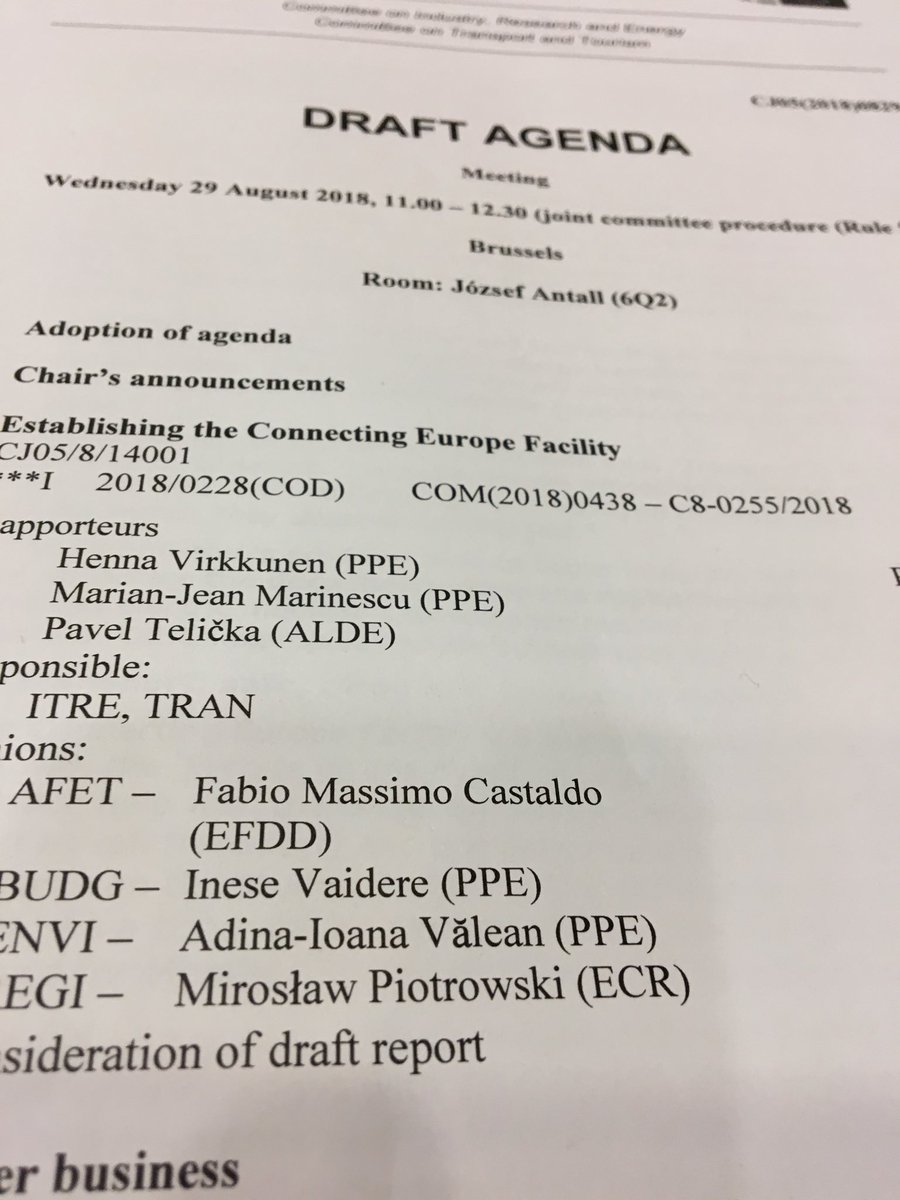 Committee on Industry, Research and Energy
Committee on Transport and Tourism
DRAFT AGENDA
Meeting
Wednesday 29 August 2018, 11.00 – 12.30 (joint committee procedure (Rule
Brussels
Room: József Antall (6Q2)
Adoption of agenda
Chair's announcements
Establishing the Connecting Europe Facility
CJ05/8/14001
***I 2018/0228(COD) COM(2018)0438 – C8-0255/2018
apporteurs
Henna Virkkunen (PPE)
Marian-Jean Marinescu (PPE)
Pavel Telička (ALDE)
ponsible:
ITRE, TRAN
ions:
AFET – Fabio Massimo Castaldo
(EFDD)
BUDG – Inese Vaidere (PPE)
ENVI – Adina-Ioana Vălean (PPE)
EGI – Mirosław Piotrowski (ECR)
sideration of draft report
er business